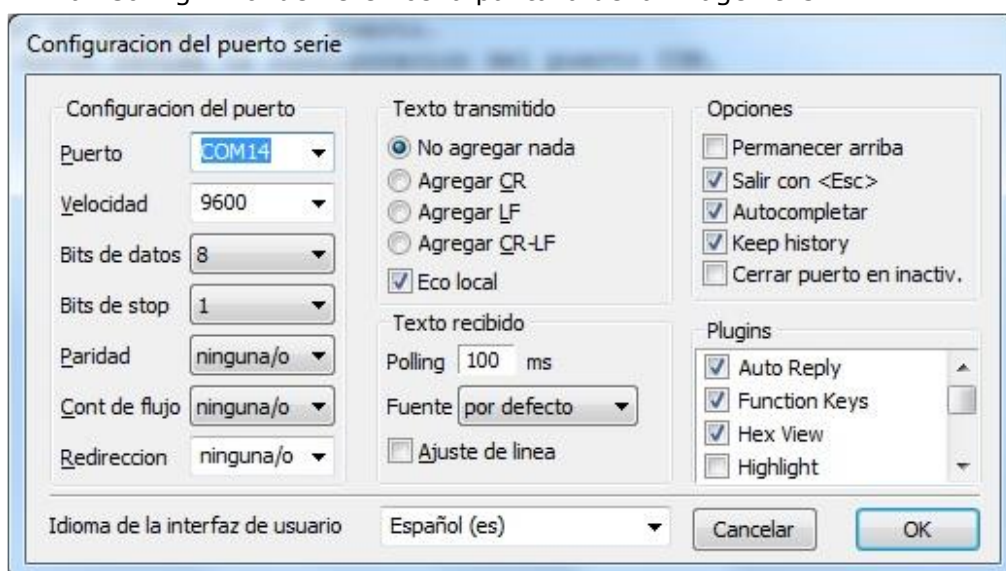 Configuracion del puerto serie
Configuracion del puerto
Puerto COM14
Velocidad 9600
Bits de datos 8
Bits de stop 1
Paridad ninguna/o
Cont de flujo ninguna/o
Redireccion ninguna/o
Texto transmitido
No agregar nada
Agregar CR
Agregar LF
Agregar CR-LF
Eco local
Texto recibido
Polling 100 ms
Fuente por defecto
Ajuste de linea
Opciones
Permanecer arriba
Salir con <Esc>
Autocompletar
Keep history
Cerrar puerto en inactiv.
Plugins
Auto Reply
Function Keys
Hex View
Highlight
Idioma de la interfaz de usuario Español (es) Cancelar OK